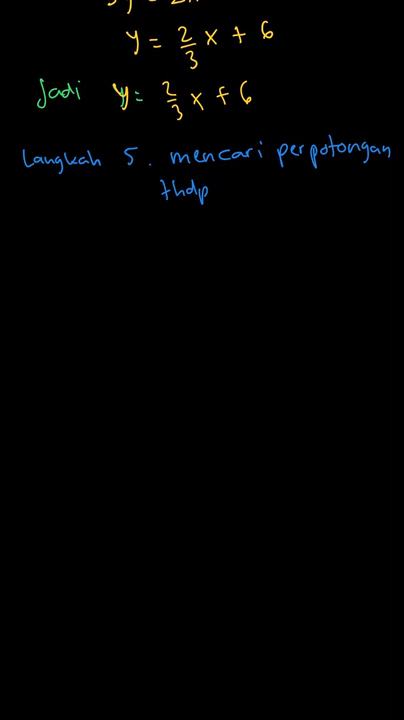 y = 2/3 x + 6
Jadi y = 2/3 x + 6
Langkah 5. mencari perpotongan
thdp